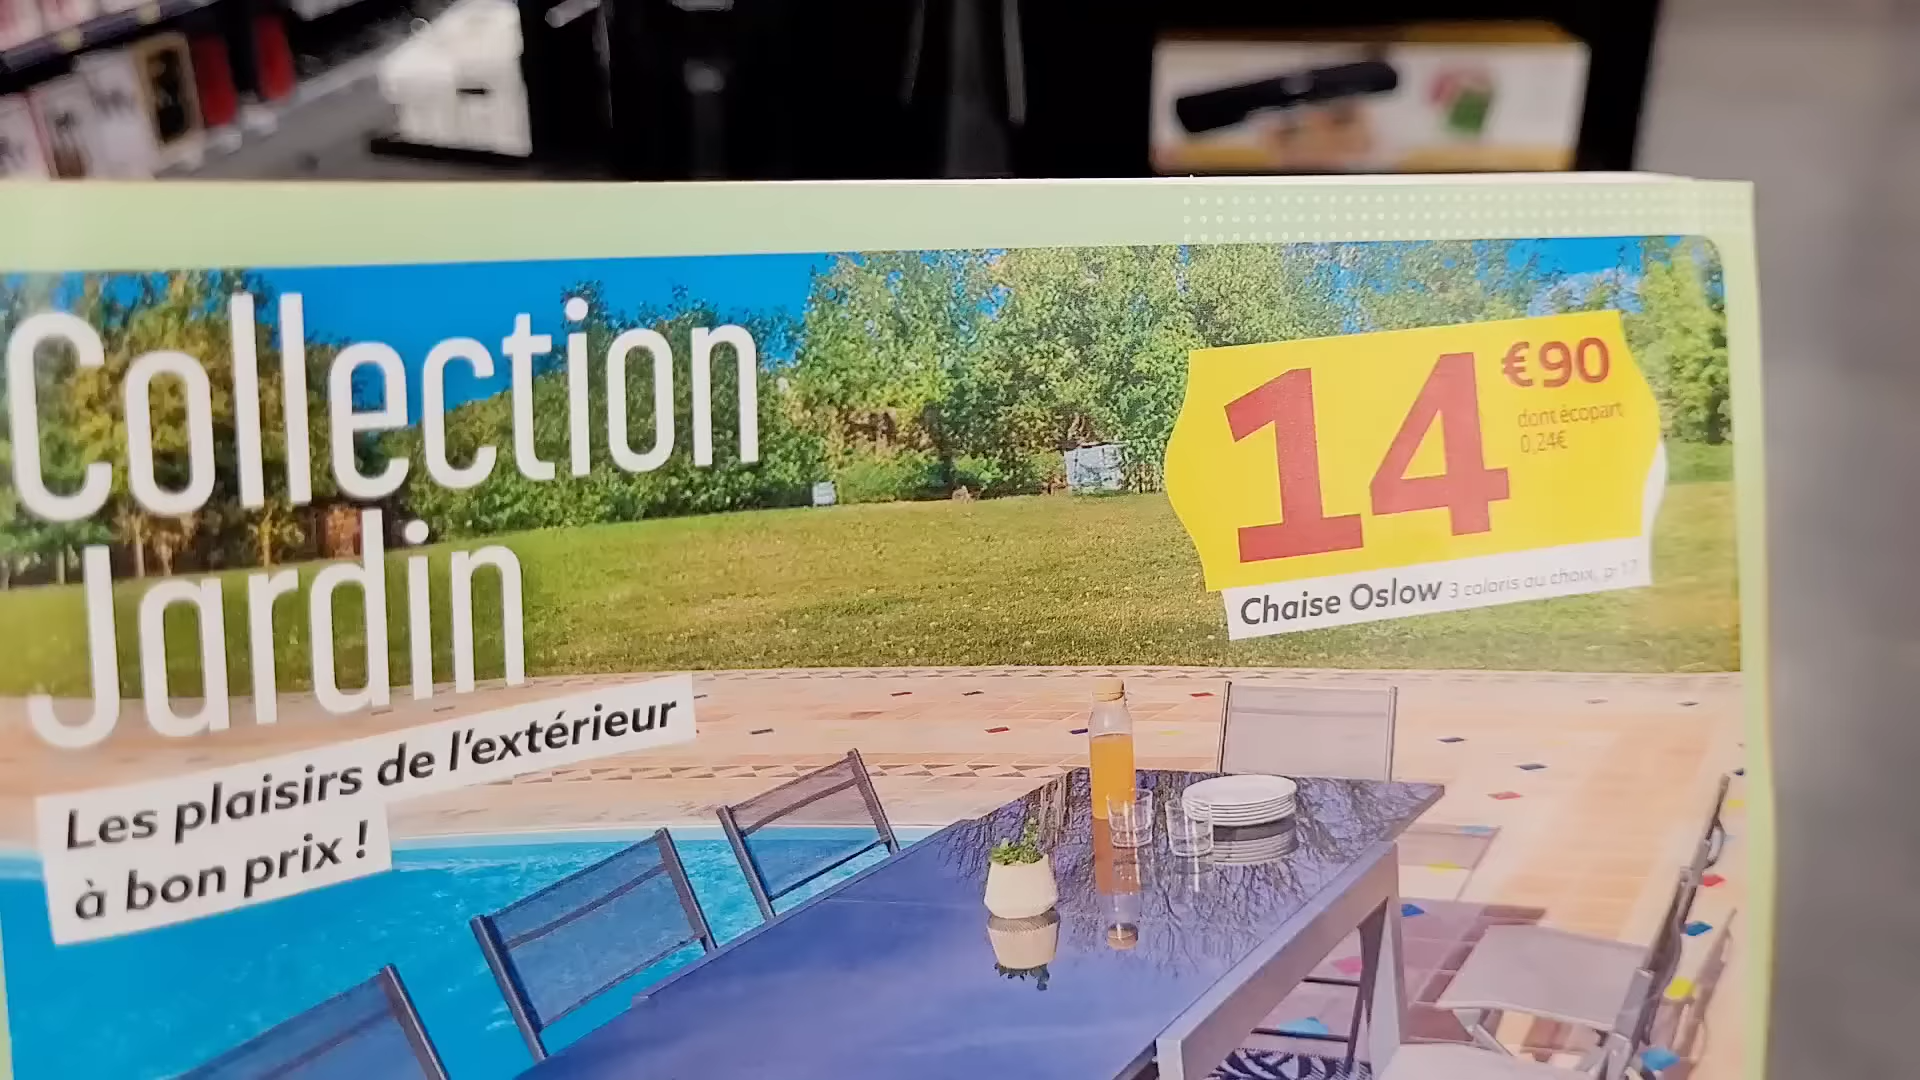 Collection
Jardin
Les plaisirs de l'extérieur
à bon prix !
14 €90
dont écopart
0,24€
Chaise Oslow 3 coloris au choix, p 17